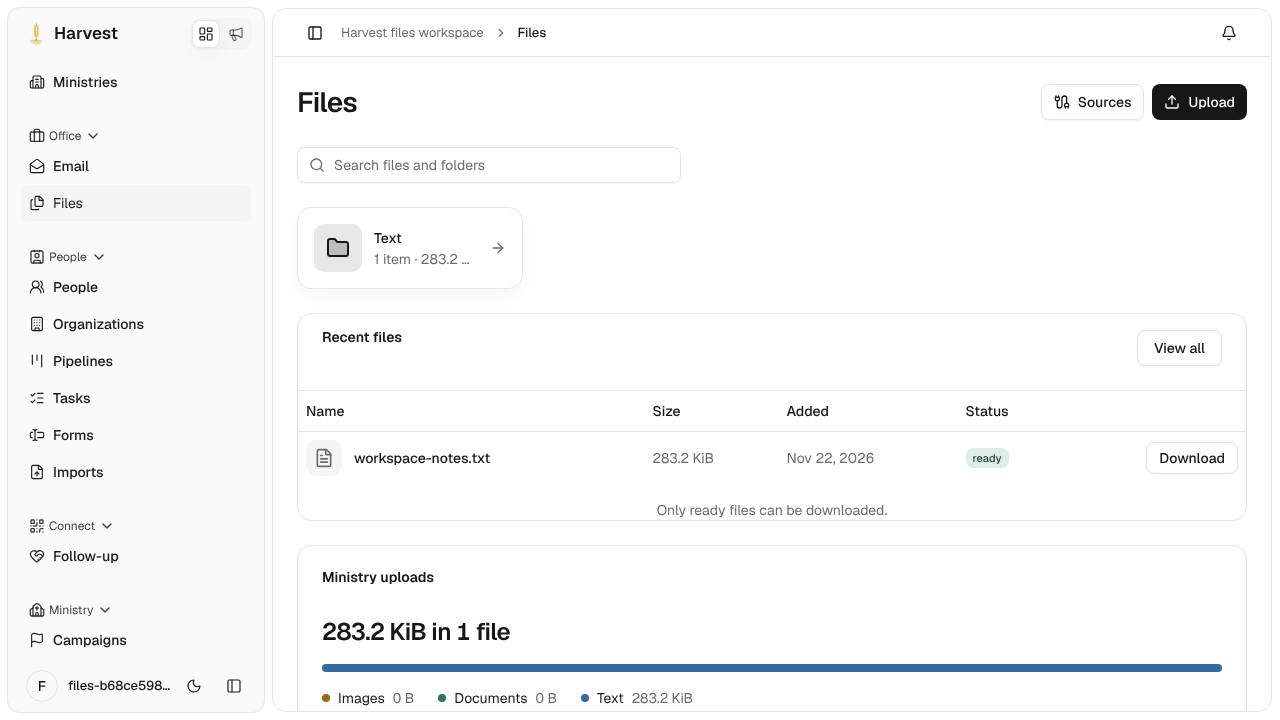 Harvest
Ministries
Office
Email
Files
People
People
Organizations
Pipelines
Tasks
Forms
Imports
Connect
Follow-up
Ministry
Campaigns
F
files-b68ce598…
Harvest files workspace
Files
Files
Sources
Upload
Search files and folders
Text
1 item · 283.2 …
Recent files
View all
Name Size Added Status
workspace-notes.txt 283.2 KiB Nov 22, 2026 ready Download
Only ready files can be downloaded.
Ministry uploads
283.2 KiB in 1 file
Images 0 B Documents 0 B Text 283.2 KiB